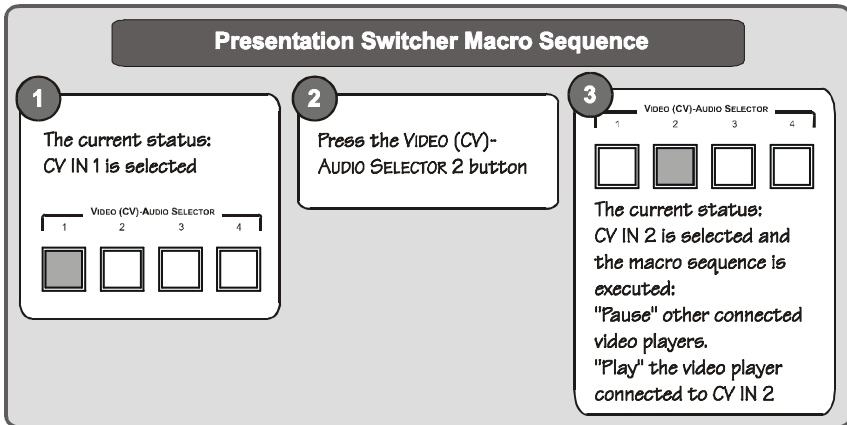 Presentation Switcher Macro Sequence
1
The current status:
CV IN 1 is selected
VIDEO (CV)-AUDIO SELECTOR
1 2 3 4
2
Press the VIDEO (CV)-
AUDIO SELECTOR 2 button
3
VIDEO (CV)-AUDIO SELECTOR
1 2 3 4
The current status:
CV IN 2 is selected and
the macro sequence is
executed:
"Pause" other connected
video players.
"Play" the video player
connected to CV IN 2